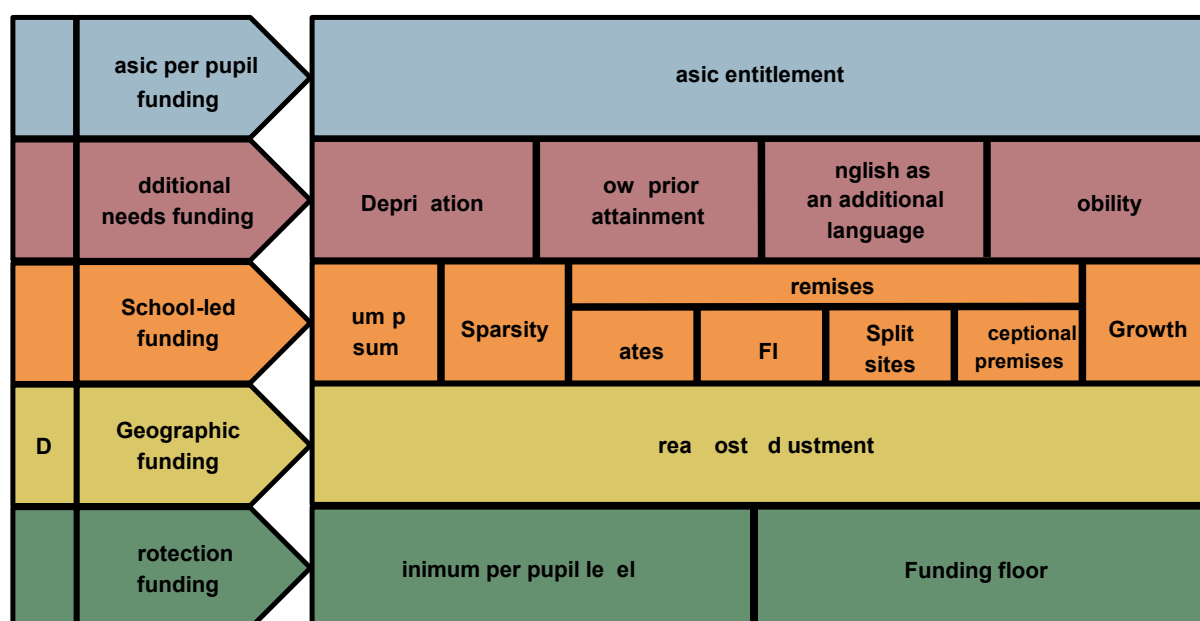 asic per pupil
funding
asic entitlement
dditional
needs funding
Depri ation
ow prior
attainment
nglish as
an additional
language
obility
School-led
funding
um p
sum
Sparsity
remises
ates
FI
Split
sites
ceptional
premises
Growth
D
Geographic
funding
rea ost d ustment
rotection
funding
inimum per pupil le el
Funding floor